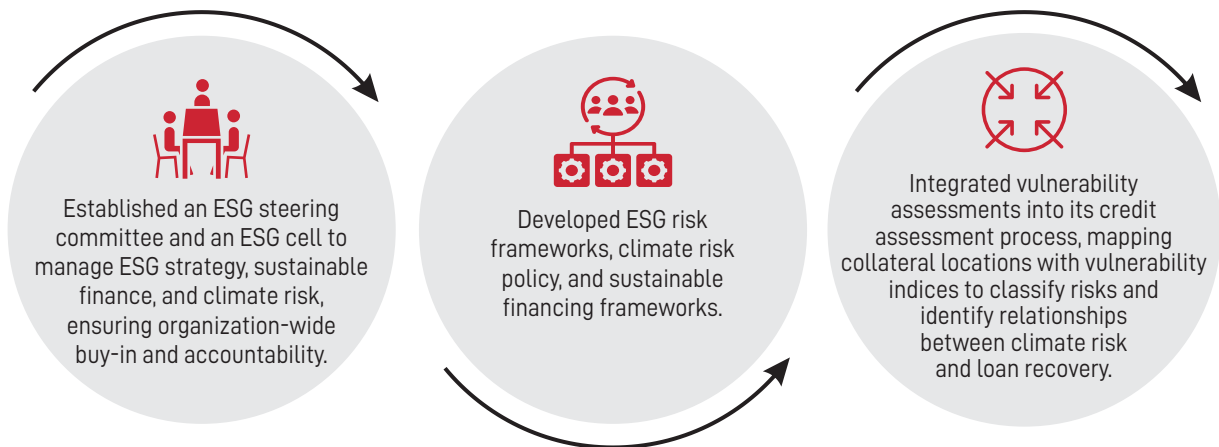 Established an ESG steering
committee and an ESG cell to
manage ESG strategy, sustainable
finance, and climate risk,
ensuring organization-wide
buy-in and accountability.
Developed ESG risk
frameworks, climate risk
policy, and sustainable
financing frameworks.
Integrated vulnerability
assessments into its credit
assessment process, mapping
collateral locations with vulnerability
indices to classify risks and
identify relationships
between climate risk
and loan recovery.